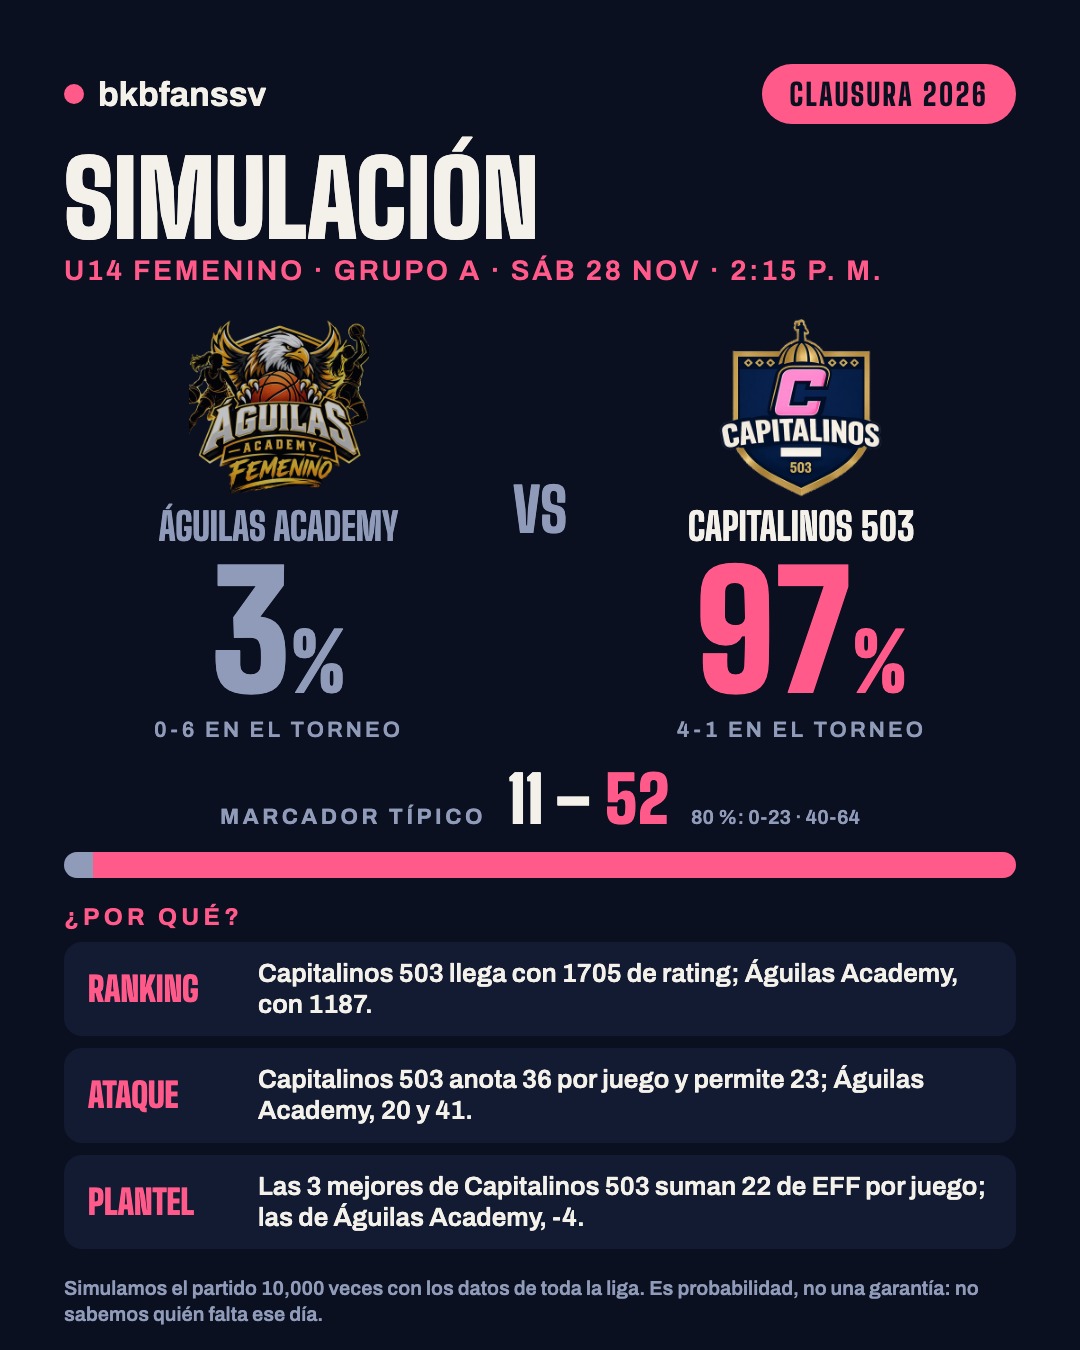 bkbfanssv
CLAUSURA 2026
SIMULACIÓN
U14 FEMENINO · GRUPO A · SÁB 28 NOV · 2:15 P. M.
ÁGUILAS
ACADEMY
FEMENINO
C
CAPITALINOS
503
ÁGUILAS ACADEMY
VS
CAPITALINOS 503
3%
97%
0-6 EN EL TORNEO
4-1 EN EL TORNEO
MARCADOR TÍPICO 11 – 52 80 %: 0-23 · 40-64
¿POR QUÉ?
RANKING
Capitalinos 503 llega con 1705 de rating; Águilas Academy,
con 1187.
ATAQUE
Capitalinos 503 anota 36 por juego y permite 23; Águilas
Academy, 20 y 41.
PLANTEL
Las 3 mejores de Capitalinos 503 suman 22 de EFF por juego;
las de Águilas Academy, -4.
Simulamos el partido 10,000 veces con los datos de toda la liga. Es probabilidad, no una garantía: no
sabemos quién falta ese día.